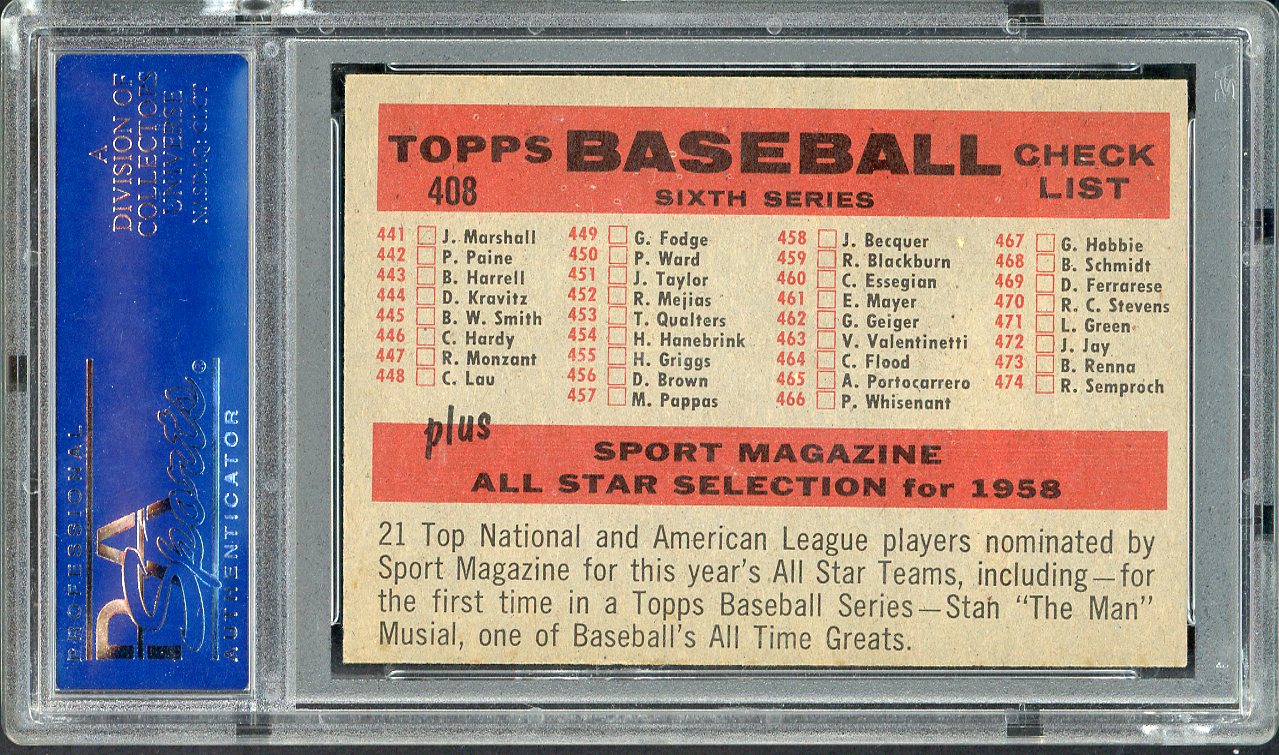 A
DIVISION OF
COLLECTORS
UNIVERSE
NASDAQ: CLCT
PROFESSIONAL
PSA
Sports
©
AUTHENTICATOR
TOPPS BASEBALL CHECK LIST
408 SIXTH SERIES
441 J. Marshall
442 P. Paine
443 B. Harrell
444 D. Kravitz
445 B. W. Smith
446 C. Hardy
447 R. Monzant
448 C. Lau
449 G. Fodge
450 P. Ward
451 J. Taylor
452 R. Mejias
453 T. Qualters
454 H. Hanebrink
455 H. Griggs
456 D. Brown
457 M. Pappas
458 J. Becquer
459 R. Blackburn
460 C. Essegian
461 E. Mayer
462 G. Geiger
463 V. Valentinetti
464 C. Flood
465 A. Portocarrero
466 P. Whisenant
467 G. Hobbie
468 B. Schmidt
469 D. Ferrarese
470 R. C. Stevens
471 L. Green
472 J. Jay
473 B. Renna
474 R. Semproch
plus
SPORT MAGAZINE
ALL STAR SELECTION for 1958
21 Top National and American League players nominated by
Sport Magazine for this year's All Star Teams, including—for
the first time in a Topps Baseball Series—Stan "The Man"
Musial, one of Baseball's All Time Greats.